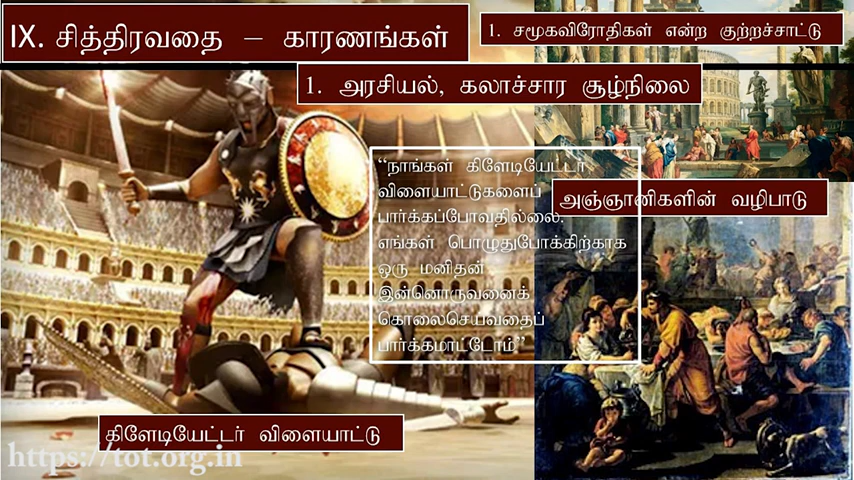 IX. சித்திரவதை – காரணங்கள்
1. சமூகவிரோதிகள் என்ற குற்றச்சாட்டு
1. அரசியல், கலாச்சார சூழ்நிலை
“நாங்கள் கிளேடியேட்டர்
விளையாட்டுகளைப்
பார்க்கப்போவதில்லை.
எங்கள் பொழுதுபோக்கிற்காக
ஒரு மனிதன்
இன்னொருவனைக்
கொலைசெய்வதைப்
பார்க்கமாட்டோம்”
அஞ்ஞானிகளின் வழிபாடு
கிளேடியேட்டர் விளையாட்டு
https://tot.org.in